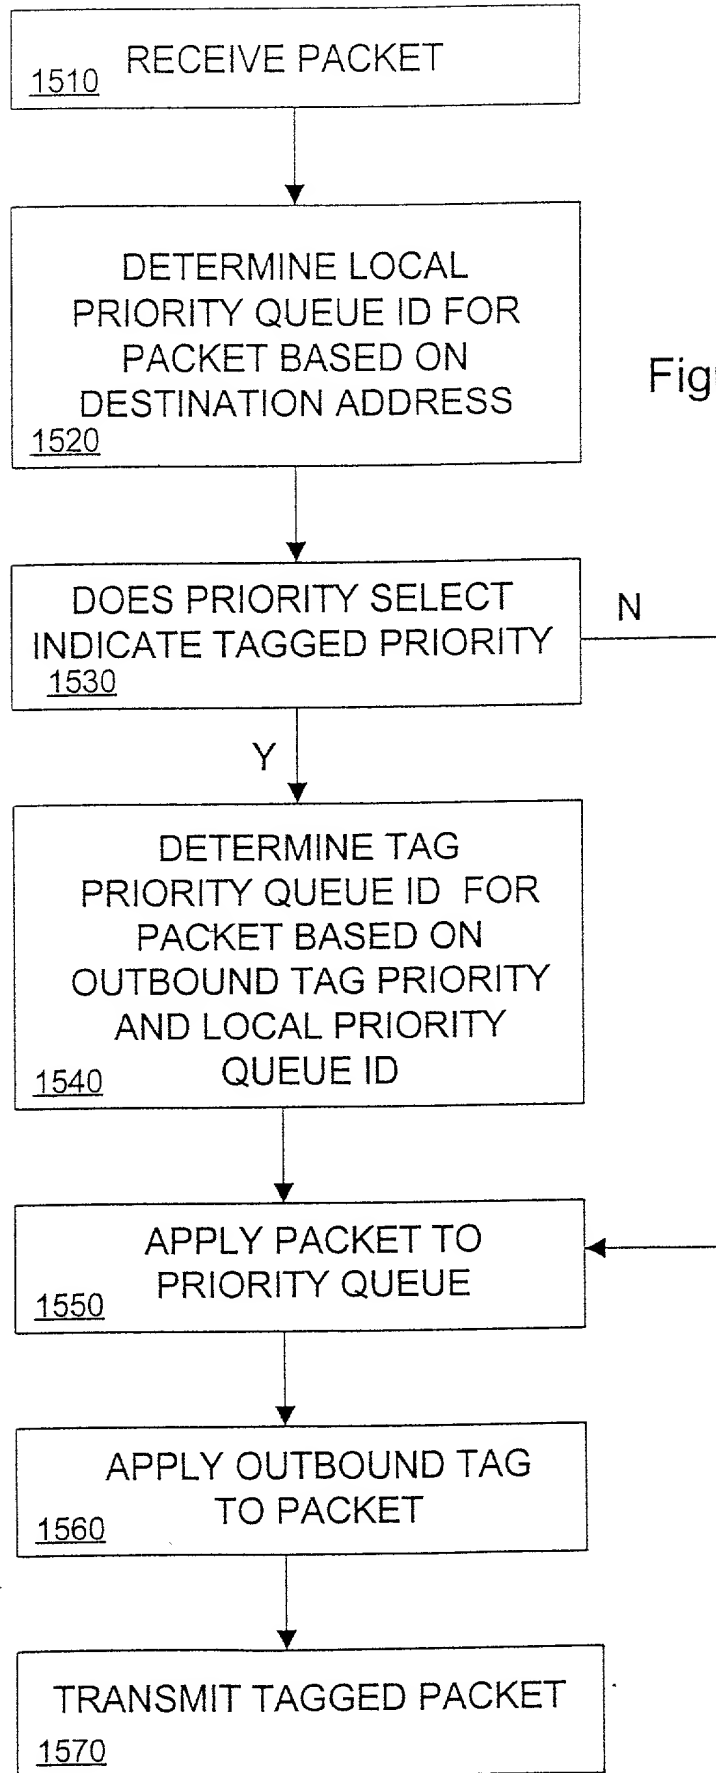 RECEIVE PACKET
1510
DETERMINE LOCAL
PRIORITY QUEUE ID FOR
PACKET BASED ON
DESTINATION ADDRESS
1520
DOES PRIORITY SELECT
INDICATE TAGGED PRIORITY
1530
N
Y
DETERMINE TAG
PRIORITY QUEUE ID FOR
PACKET BASED ON
OUTBOUND TAG PRIORITY
AND LOCAL PRIORITY
QUEUE ID
1540
APPLY PACKET TO
PRIORITY QUEUE
1550
APPLY OUTBOUND TAG
TO PACKET
1560
TRANSMIT TAGGED PACKET
1570